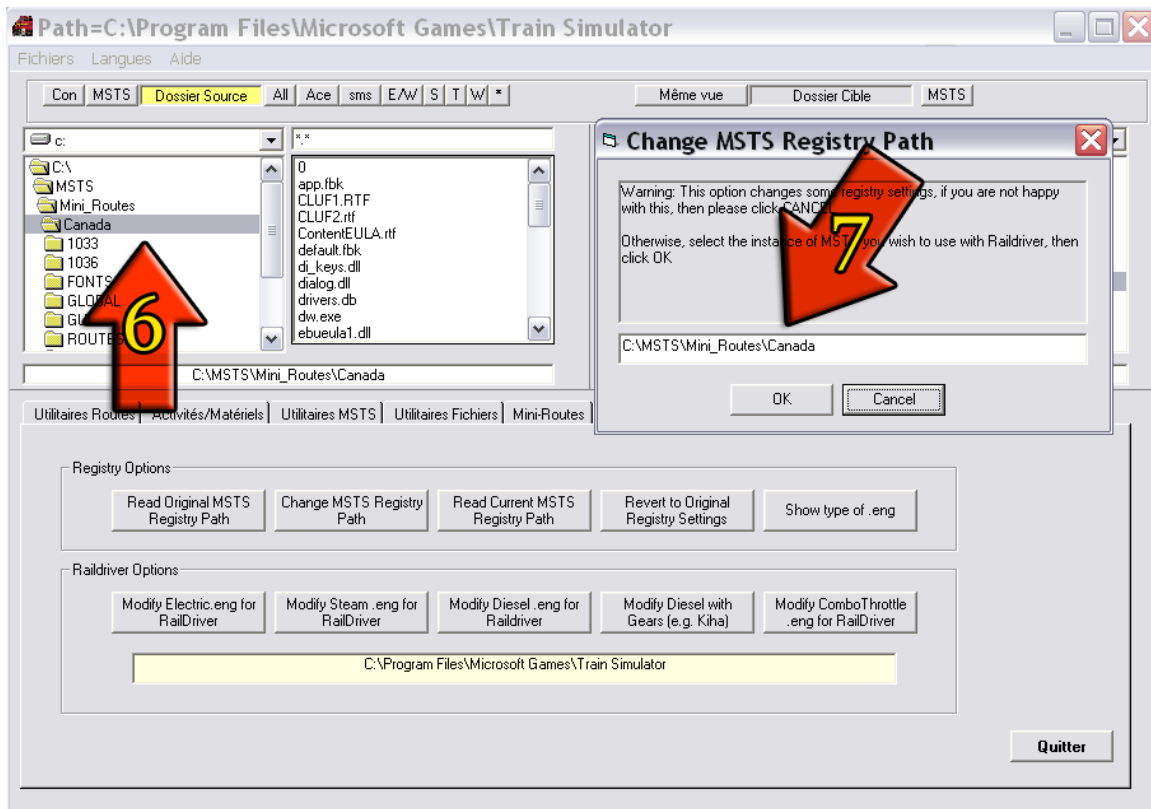 Path=C:\Program Files\Microsoft Games\Train Simulator
Fichiers Langues Aide
Con MSTS Dossier Source All Ace sms E/W S T W * Même vue Dossier Cible MSTS
c:
*.*
C:\
MSTS
Mini_Routes
Canada
1033
1036
FONTS
GLOBAL
ROUTES
0
app.fbk
CLUF1.RTF
CLUF2.rtf
ContentEULA.rtf
default.fbk
di_keys.dll
dialog.dll
drivers.db
dw.exe
ebueula1.dll
6
C:\MSTS\Mini_Routes\Canada
Change MSTS Registry Path
Warning: This option changes some registry settings, if you are not happy
with this, then please click CANCEL
Otherwise, select the instance of MSTS you wish to use with Raildriver, then
click OK
7
C:\MSTS\Mini_Routes\Canada
OK Cancel
Utilitaires Routes Activités/Matériels Utilitaires MSTS Utilitaires Fichiers Mini-Routes
Registry Options
Read Original MSTS
Registry Path
Change MSTS Registry
Path
Read Current MSTS
Registry Path
Revert to Original
Registry Settings
Show type of .eng
Raildriver Options
Modify Electric.eng for
RailDriver
Modify Steam .eng for
RailDriver
Modify Diesel .eng for
Raildriver
Modify Diesel with
Gears (e.g. Kiha)
Modify ComboThrottle
.eng for RailDriver
C:\Program Files\Microsoft Games\Train Simulator
Quitter